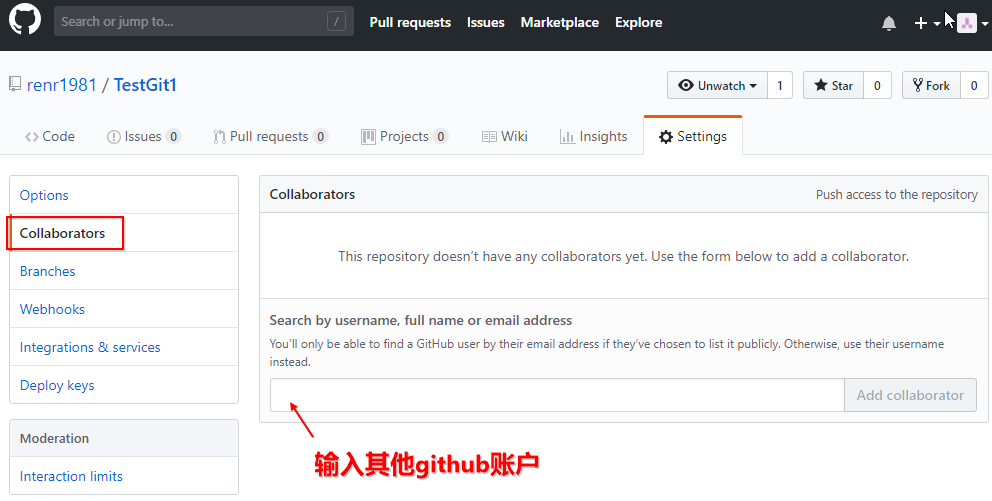 Search or jump to...
/
Pull requests
Issues
Marketplace
Explore
renr1981 / TestGit1
Unwatch
1
Star
0
Fork
0
Code
Issues 0
Pull requests 0
Projects 0
Wiki
Insights
Settings
Options
Collaborators
Branches
Webhooks
Integrations & services
Deploy keys
Moderation
Interaction limits
Collaborators
Push access to the repository
This repository doesn't have any collaborators yet. Use the form below to add a collaborator.
Search by username, full name or email address
You'll only be able to find a GitHub user by their email address if they've chosen to list it publicly. Otherwise, use their username
instead.
Add collaborator
输入其他github账户